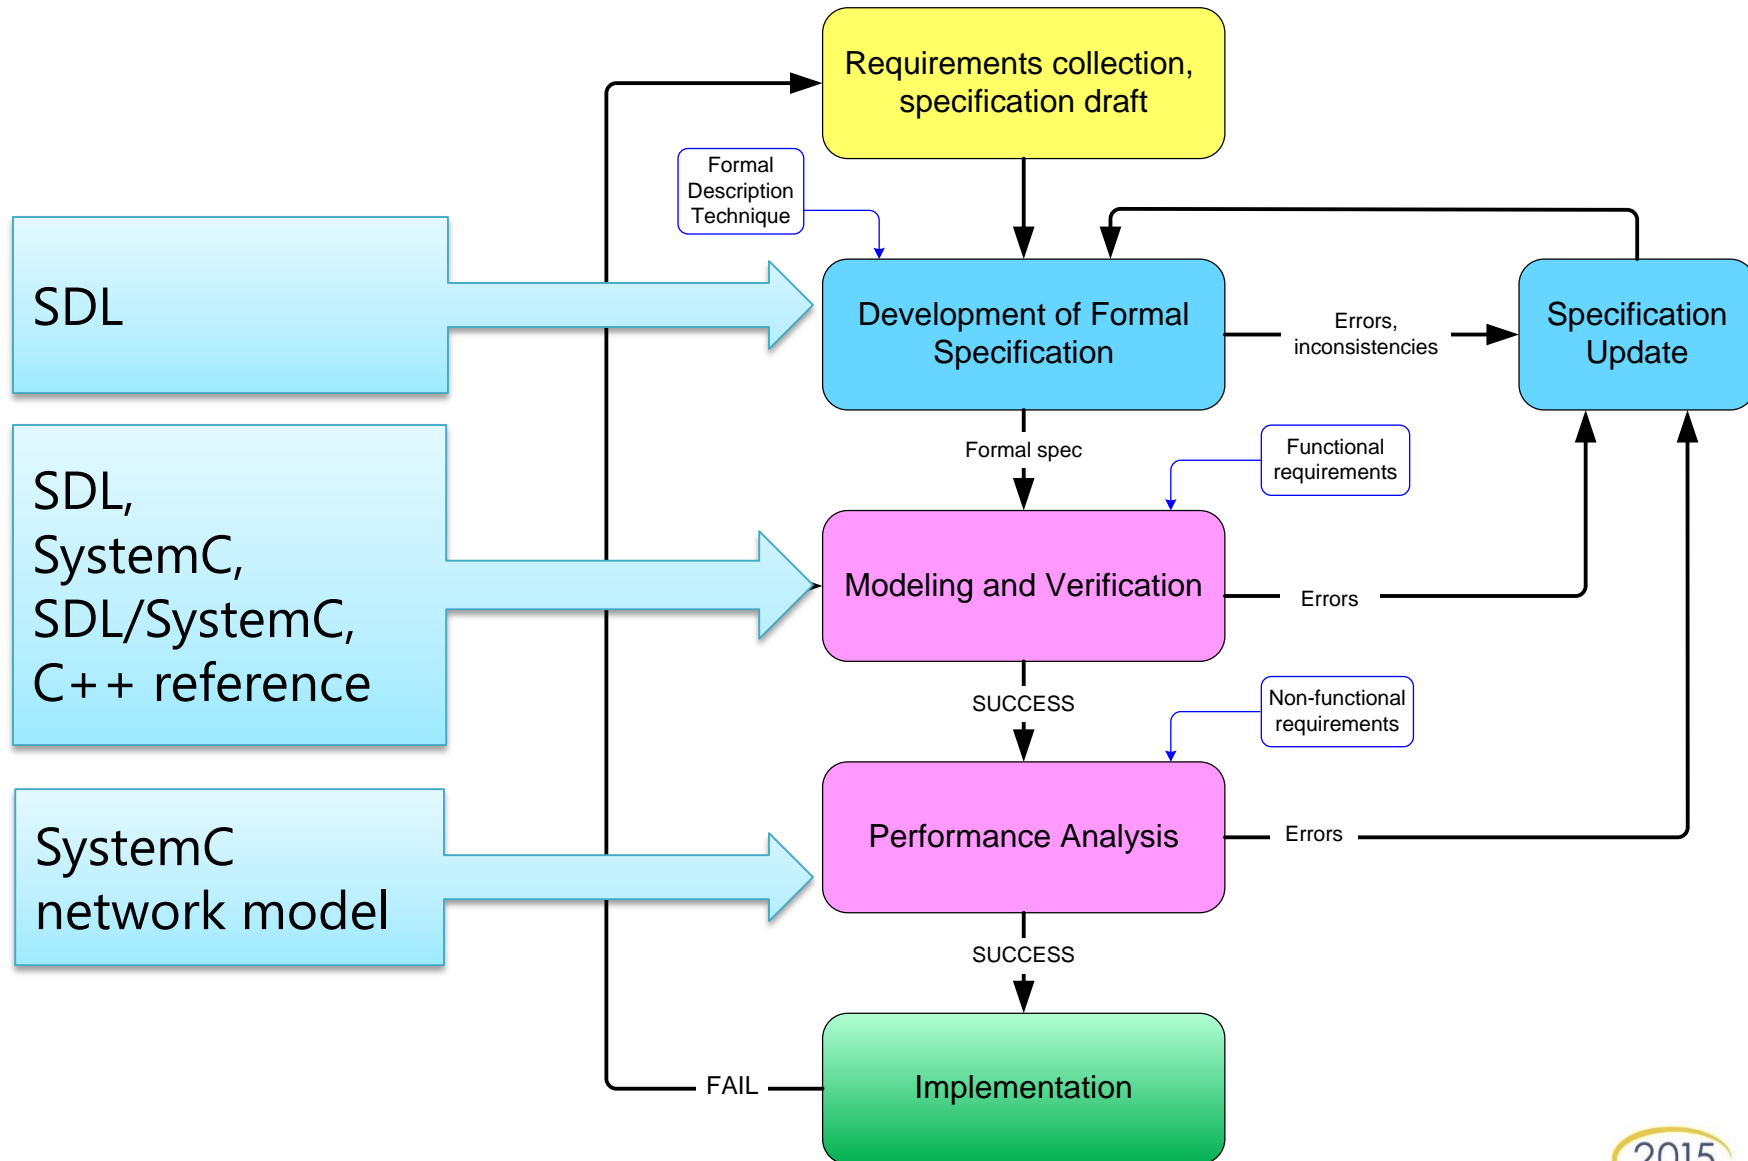 Requirements collection,
specification draft
Formal
Description
Technique
SDL
Development of Formal
Specification
Errors,
inconsistencies
Specification
Update
Formal spec
Functional
requirements
SDL,
SystemC,
SDL/SystemC,
C++ reference
Modeling and Verification
Errors
SUCCESS
Non-functional
requirements
SystemC
network model
Performance Analysis
Errors
SUCCESS
FAIL
Implementation
2015